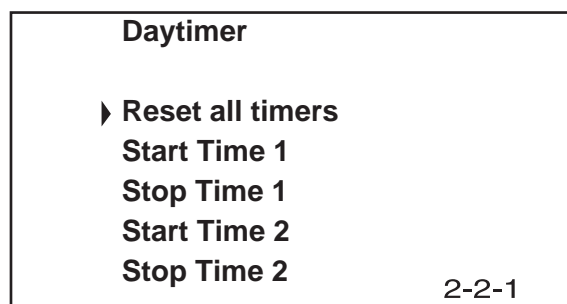 Daytimer
Reset all timers
Start Time 1
Stop Time 1
Start Time 2
Stop Time 2
2-2-1